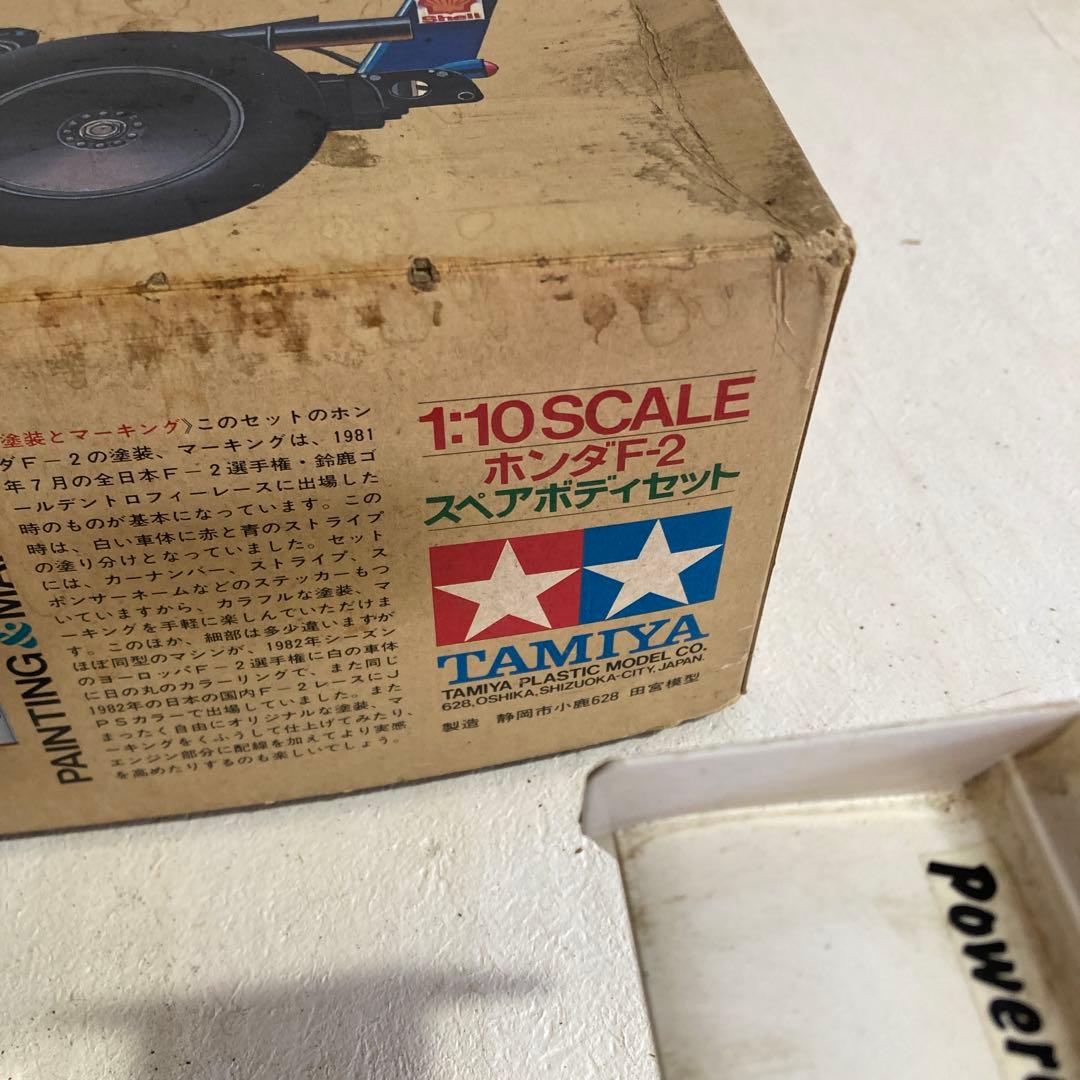 Shell
塗装とマーキング》このセットのホン
ダF－2の塗装、マーキングは、1981
年7月の全日本F－2選手権・鈴鹿ゴ
ールデントロフィーレースに出場した
時のものが基本になっています。この
時は、白い車体に赤と青のストライプ
の塗り分けとなっていました。セット
には、カーナンバー、ストライプ、ス
ポンサーネームなどのステッカーもつ
いていますから、カラフルな塗装、マ
ーキングを手軽に楽しんでいただけま
す。このほか、細部は多少違いますが
ほぼ同型のマシンが、1982年シーズン
のヨーロッパF－2選手権に白の車体
に日の丸のカラーリングで、また同じ
1982年の日本の国内F－2レースにJ
PSカラーで出場していました。また
まったく自由にオリジナルな塗装、マ
ーキングをくふうして仕上げてみたり、
エンジン部分に配線を加えてより実感
を高めたりするのも楽しいでしょう。
PAINTING & MA
1:10 SCALE
ホンダF-2
スペアボディセット
TAMIYA
TAMIYA PLASTIC MODEL CO.
628, OSHIKA, SHIZUOKA-CITY, JAPAN.
製造 静岡市小鹿628 田宮模型
Power